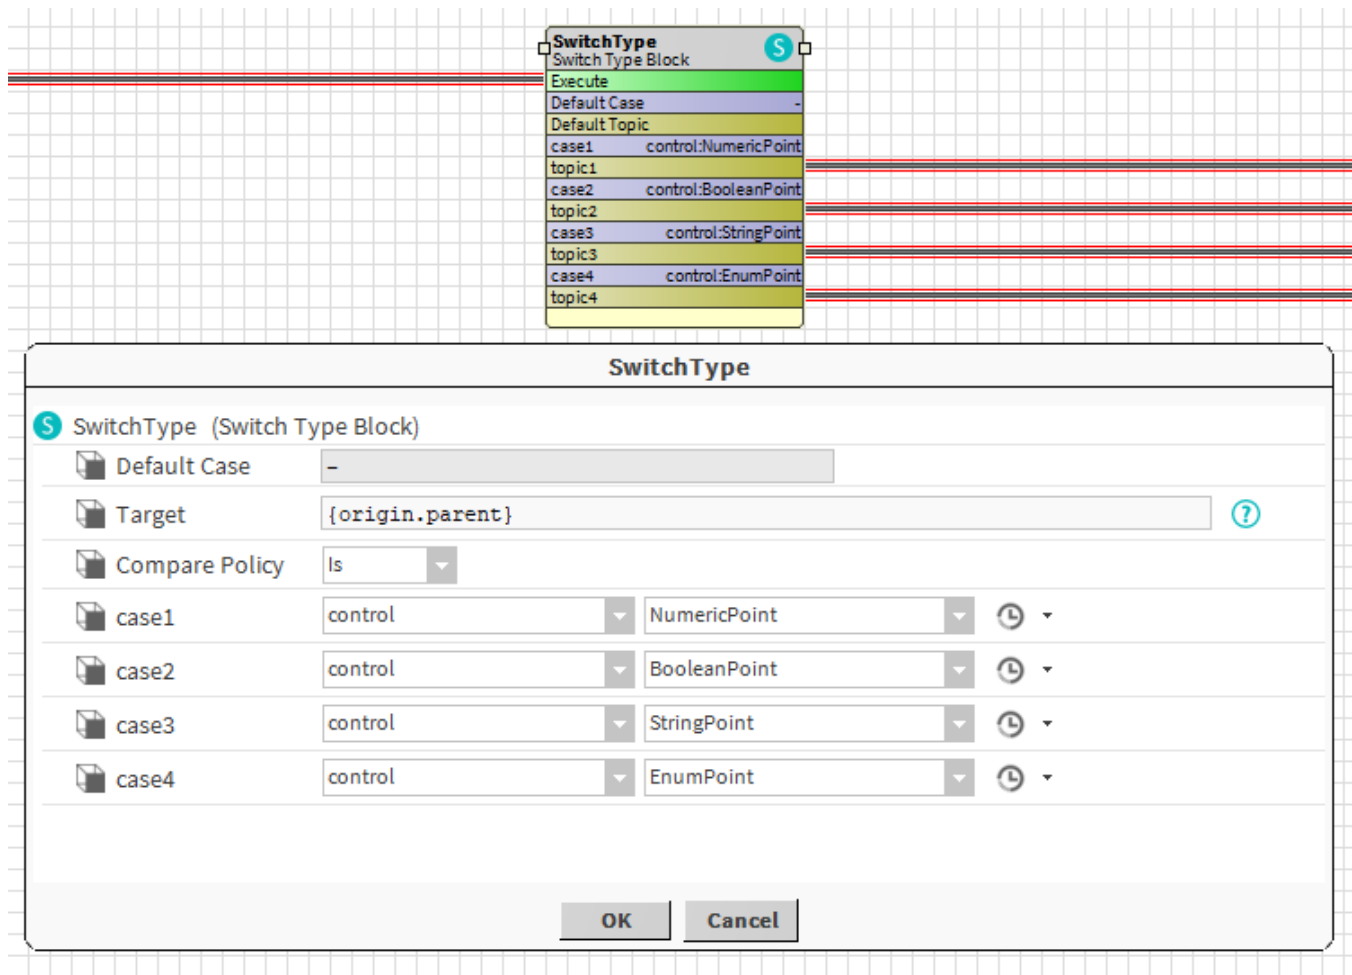 SwitchType
S
Switch Type Block
Execute
Default Case -
Default Topic
case1 control:NumericPoint
topic1
case2 control:BooleanPoint
topic2
case3 control:StringPoint
topic3
case4 control:EnumPoint
topic4
SwitchType
S SwitchType (Switch Type Block)
Default Case –
Target {origin.parent} ?
Compare Policy Is
case1 control NumericPoint
case2 control BooleanPoint
case3 control StringPoint
case4 control EnumPoint
OK Cancel